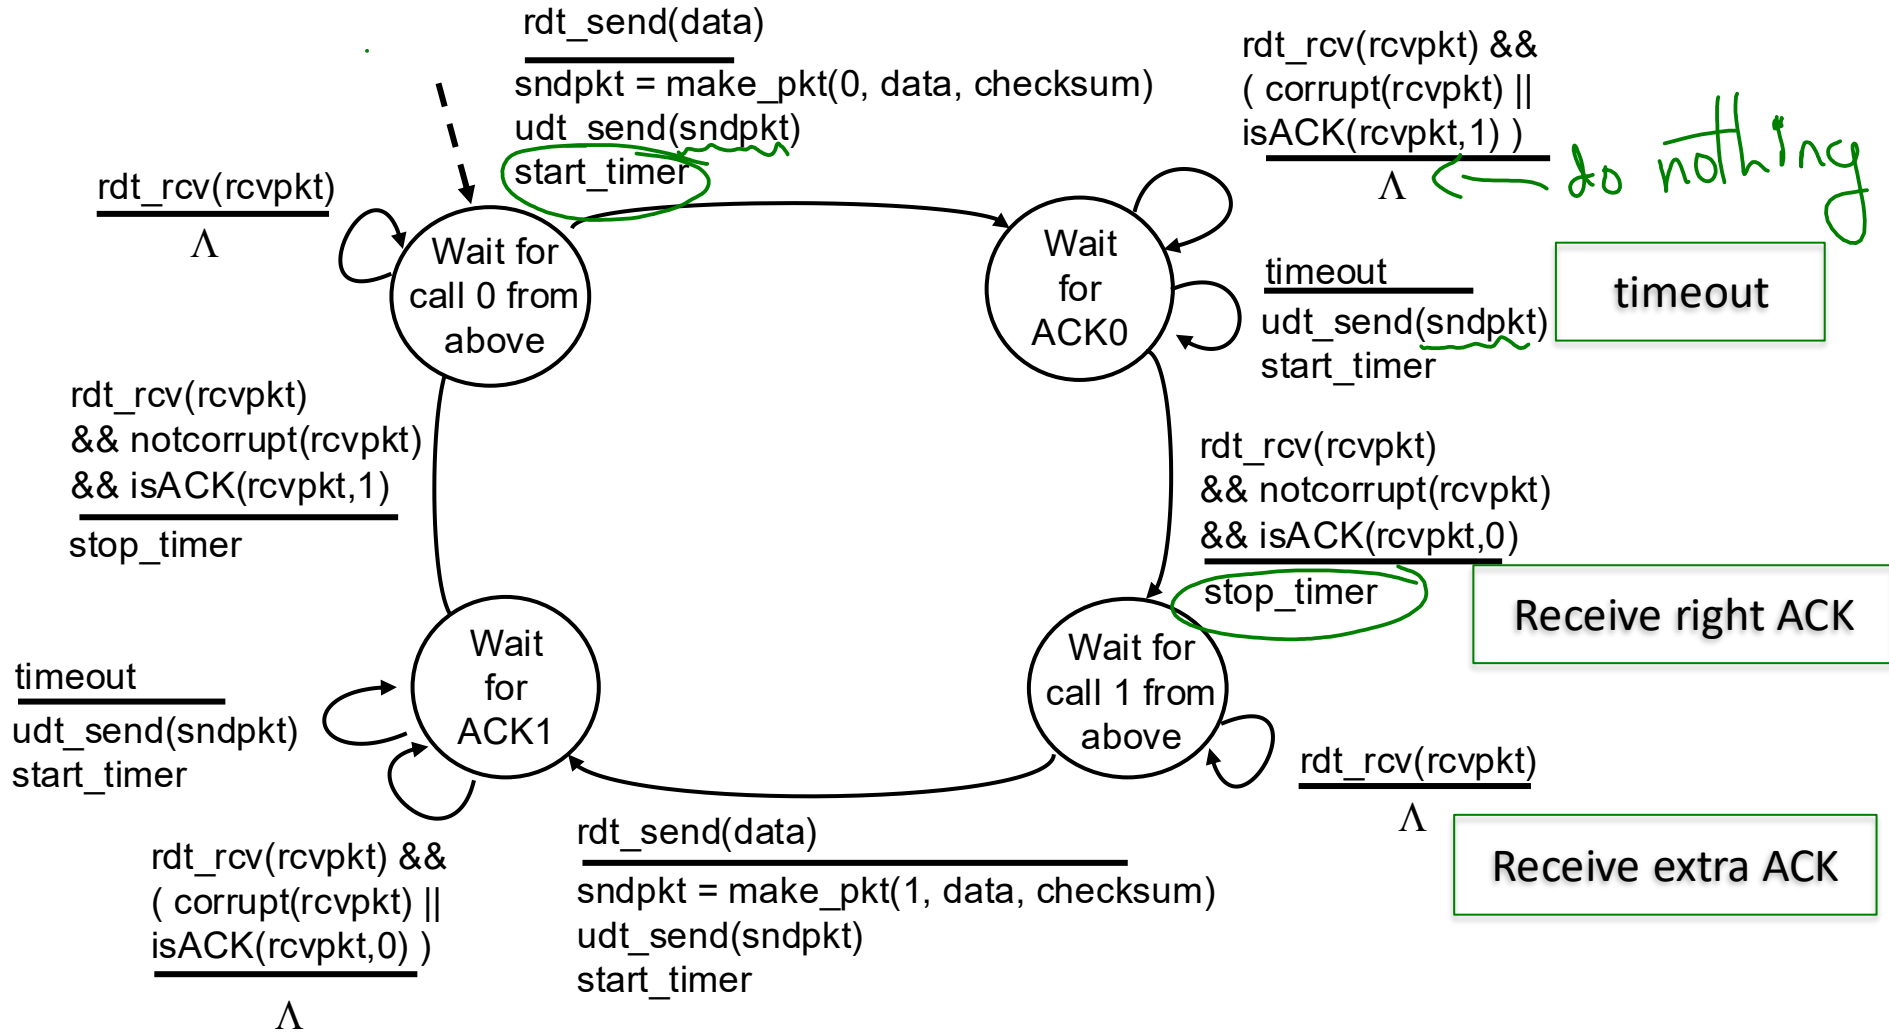 rdt_send(data)
sndpkt = make_pkt(0, data, checksum)
udt_send(sndpkt)
start_timer
rdt_rcv(rcvpkt) &&
( corrupt(rcvpkt) ||
isACK(rcvpkt,1) )
Λ
do nothing
rdt_rcv(rcvpkt)
Λ
Wait for
call 0 from
above
Wait
for
ACK0
timeout
udt_send(sndpkt)
start_timer
timeout
rdt_rcv(rcvpkt)
&& notcorrupt(rcvpkt)
&& isACK(rcvpkt,1)
stop_timer
rdt_rcv(rcvpkt)
&& notcorrupt(rcvpkt)
&& isACK(rcvpkt,0)
stop_timer
Receive right ACK
Wait
for
ACK1
Wait for
call 1 from
above
timeout
udt_send(sndpkt)
start_timer
rdt_rcv(rcvpkt)
Λ
Receive extra ACK
rdt_rcv(rcvpkt) &&
( corrupt(rcvpkt) ||
isACK(rcvpkt,0) )
Λ
rdt_send(data)
sndpkt = make_pkt(1, data, checksum)
udt_send(sndpkt)
start_timer